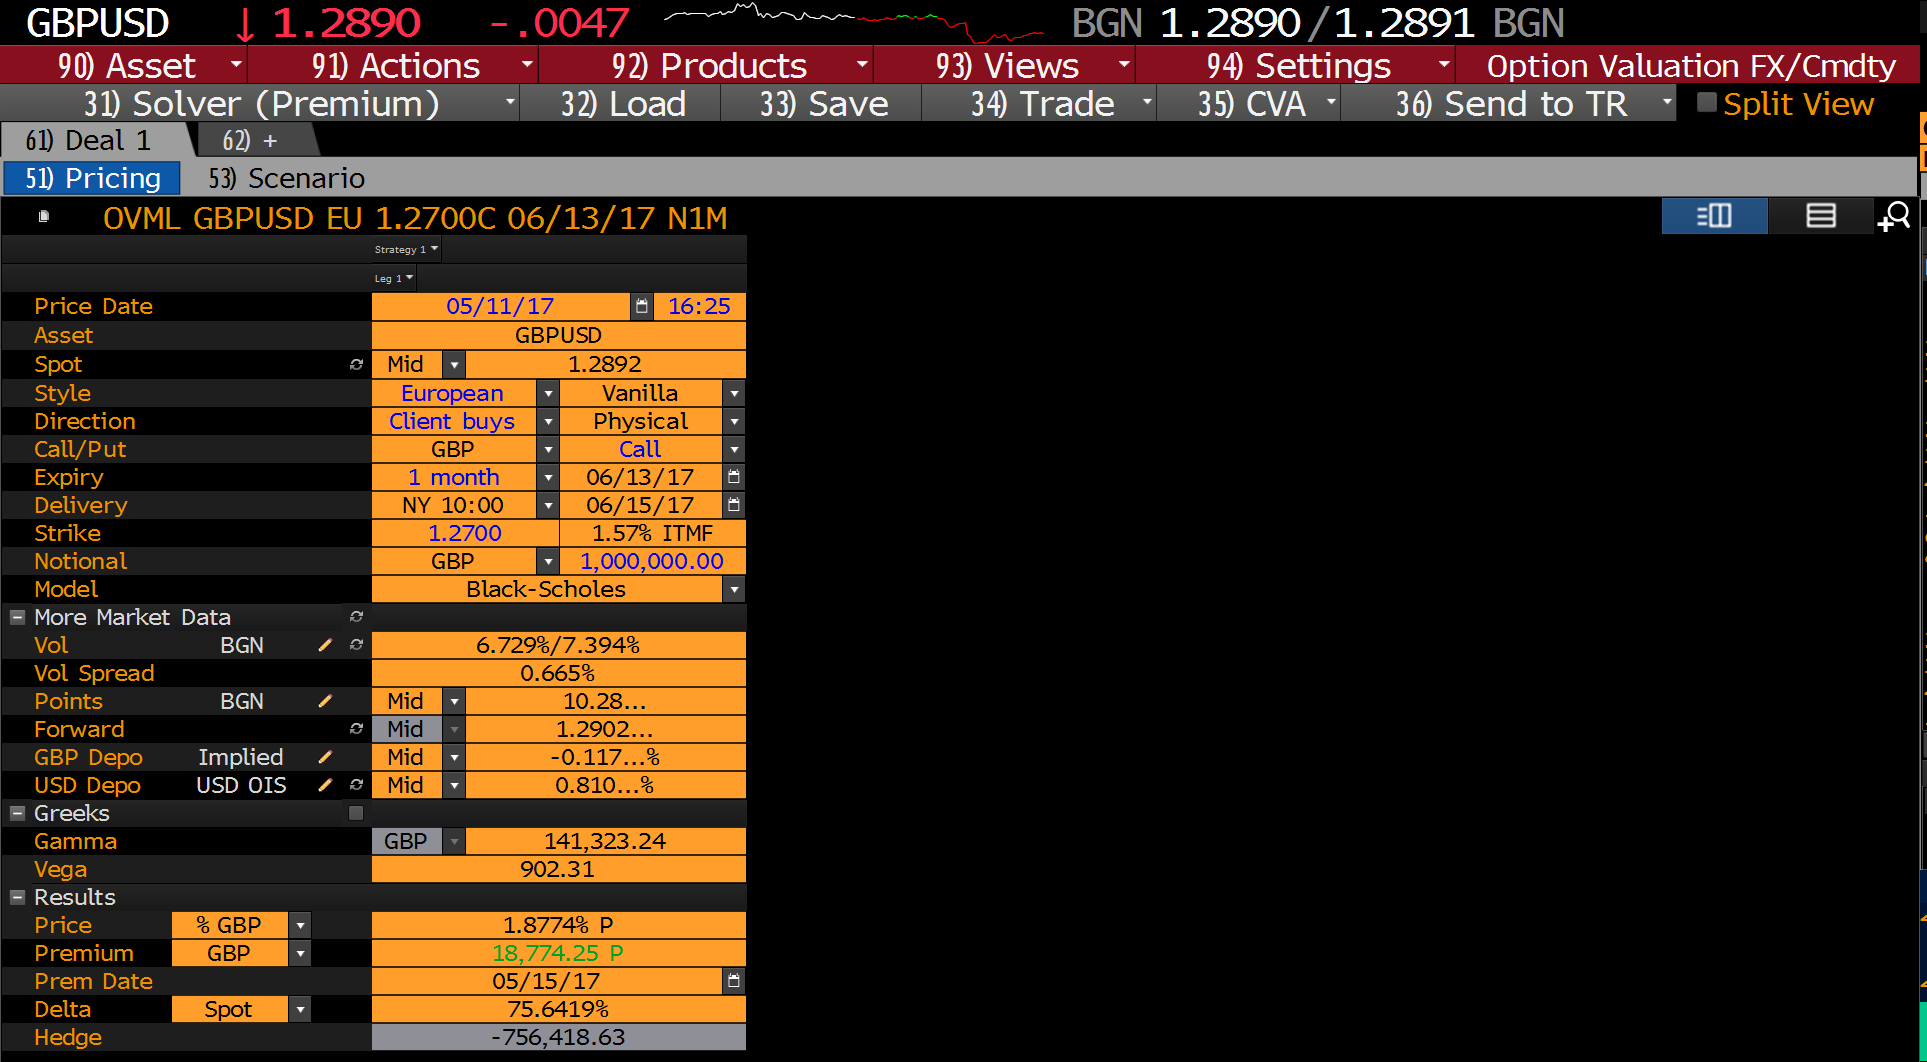 GBPUSD ↓ 1.2890 -.0047 BGN 1.2890/1.2891 BGN
90) Asset 91) Actions 92) Products 93) Views 94) Settings Option Valuation FX/Cmdty
31) Solver (Premium) 32) Load 33) Save 34) Trade 35) CVA 36) Send to TR Split View
61) Deal 1 62) +
51) Pricing 53) Scenario
OVML GBPUSD EU 1.2700C 06/13/17 N1M
Strategy 1
Leg 1
Price Date 05/11/17 16:25
Asset GBPUSD
Spot Mid 1.2892
Style European Vanilla
Direction Client buys Physical
Call/Put GBP Call
Expiry 1 month 06/13/17
Delivery NY 10:00 06/15/17
Strike 1.2700 1.57% ITMF
Notional GBP 1,000,000.00
Model Black-Scholes
More Market Data
Vol BGN 6.729%/7.394%
Vol Spread 0.665%
Points BGN Mid 10.28...
Forward Mid 1.2902...
GBP Depo Implied Mid -0.117...%
USD Depo USD OIS Mid 0.810...%
Greeks
Gamma GBP 141,323.24
Vega 902.31
Results
Price % GBP 1.8774% P
Premium GBP 18,774.25 P
Prem Date 05/15/17
Delta Spot 75.6419%
Hedge -756,418.63